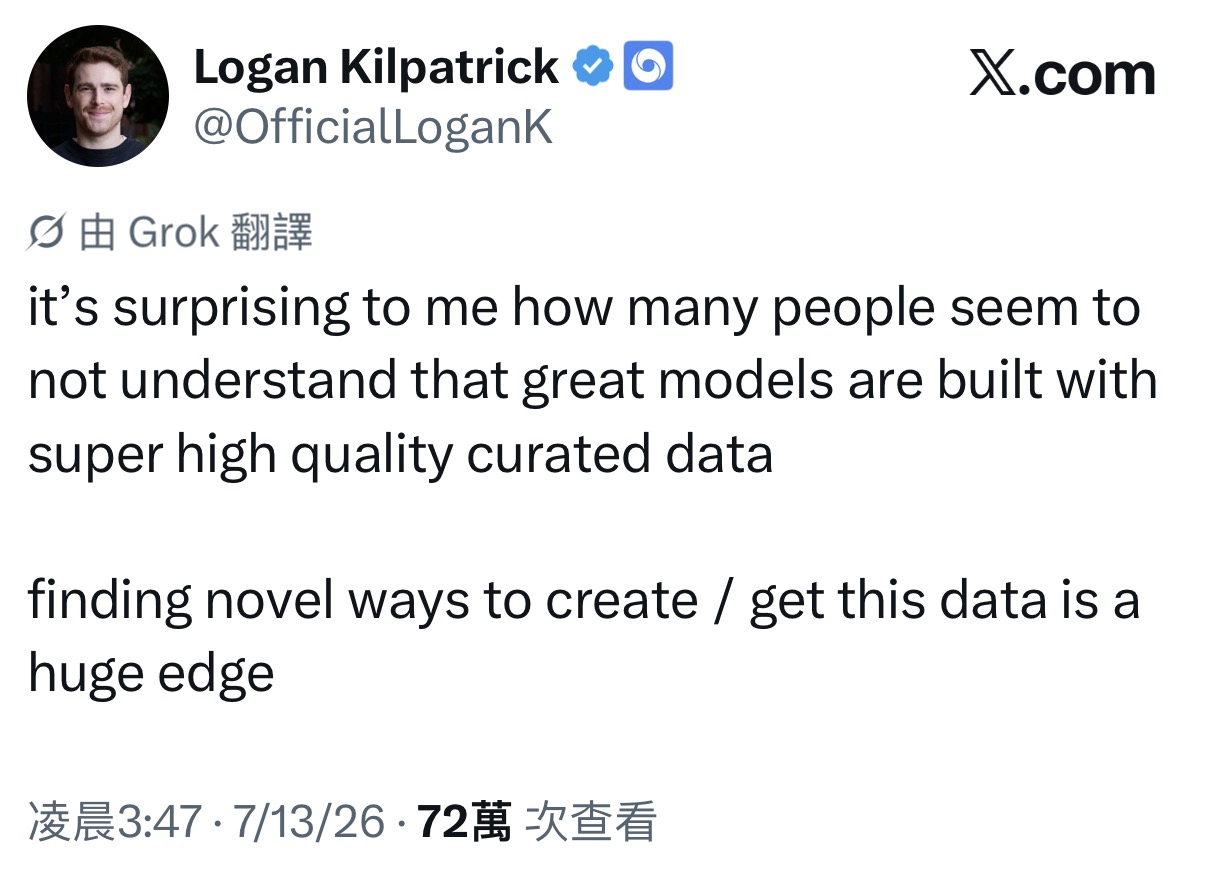 Logan Kilpatrick
X.com
@OfficialLoganK
由 Grok 翻譯
it’s surprising to me how many people seem to
not understand that great models are built with
super high quality curated data
finding novel ways to create / get this data is a
huge edge
凌晨3:47 · 7/13/26 · 72萬 次查看